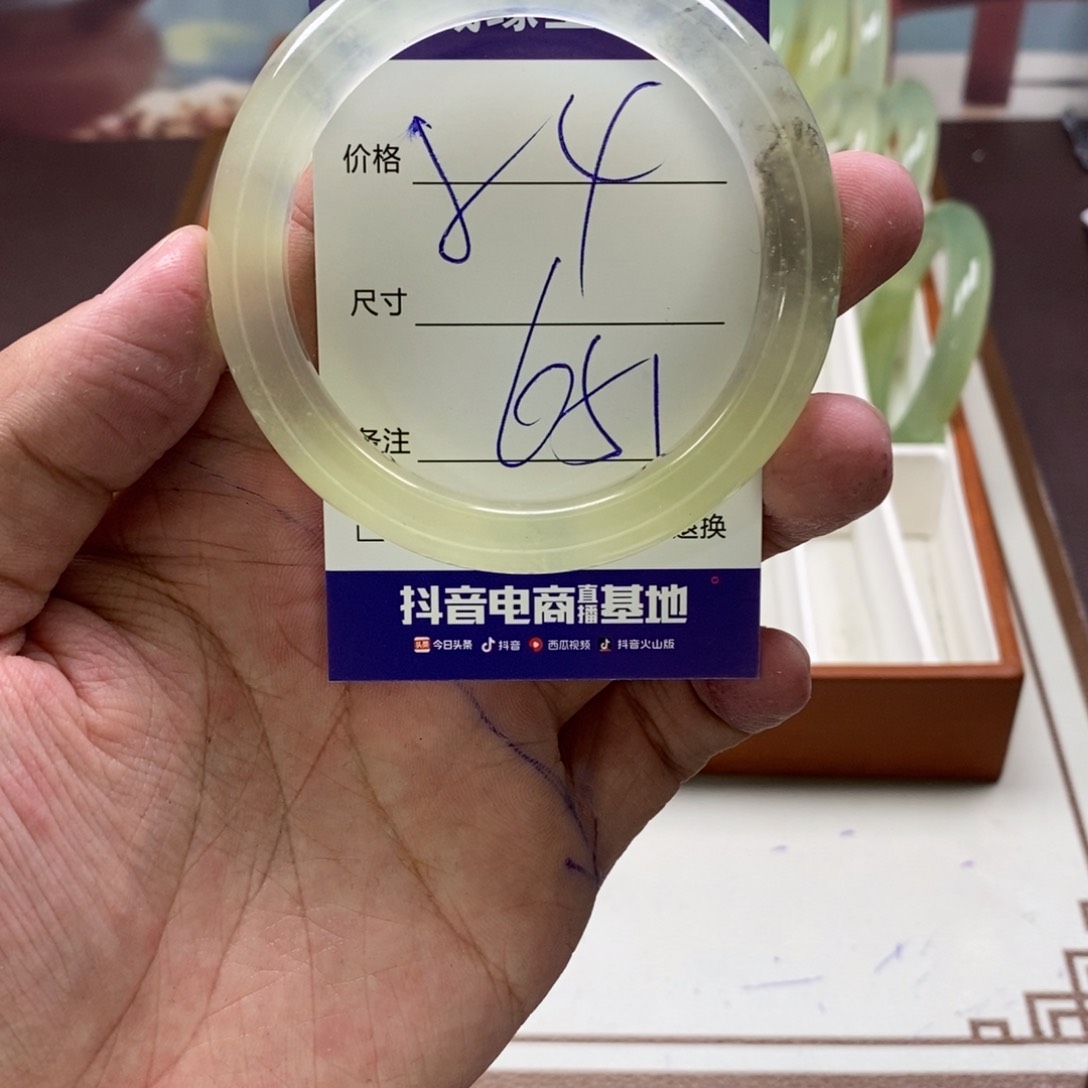 价格 84
尺寸
651
备注
退换
抖音电商直播基地
今日头条 抖音 西瓜视频 抖音火山版